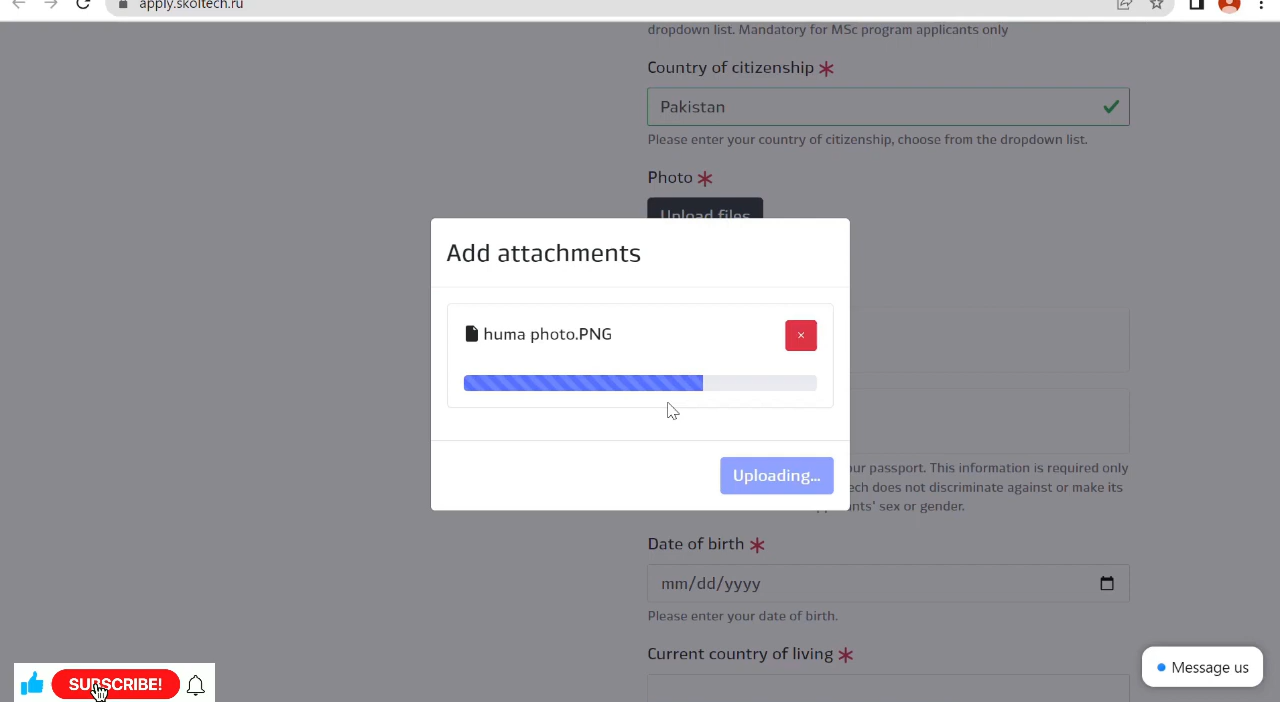 apply.skoltech.ru
dropdown list. Mandatory for MSc program applicants only
Country of citizenship *
Pakistan
Please enter your country of citizenship, choose from the dropdown list.
Photo *
Upload files
Add attachments
huma photo.PNG
×
Uploading...
our passport. This information is required only
ech does not discriminate against or make its
nts' sex or gender.
Date of birth *
mm/dd/yyyy
Please enter your date of birth.
Current country of living *
Message us
SUBSCRIBE!